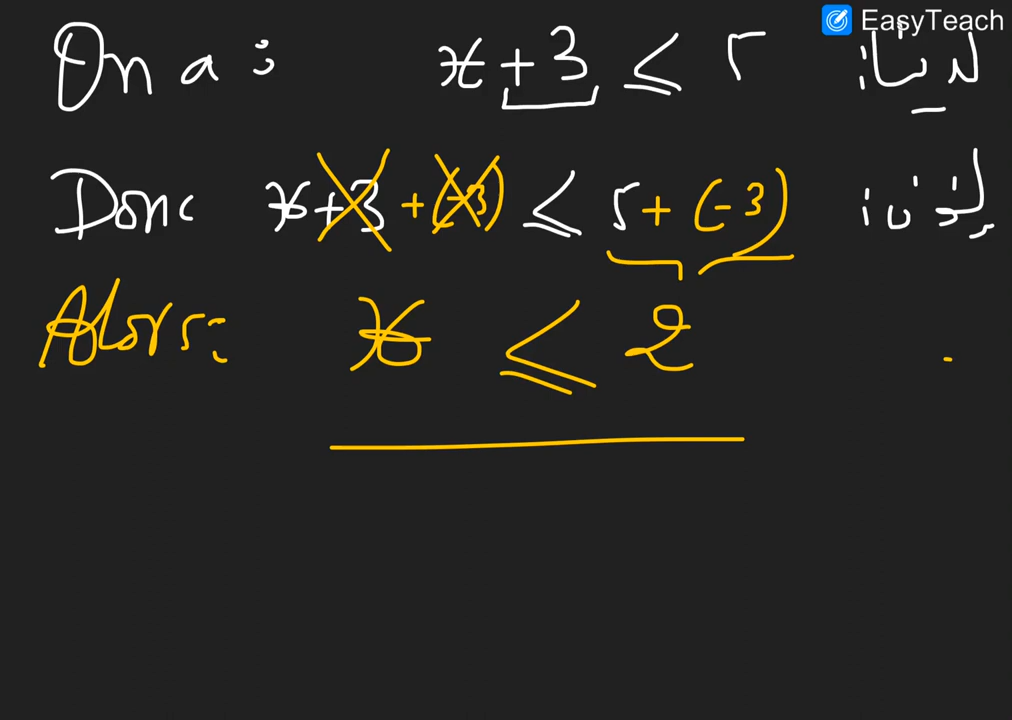 EasyTeach
On a : x + 3 ≤ 5 لدينا :
Donc x + 3 + (-3) ≤ 5 + (-3) إذن :
Alors : x ≤ 2